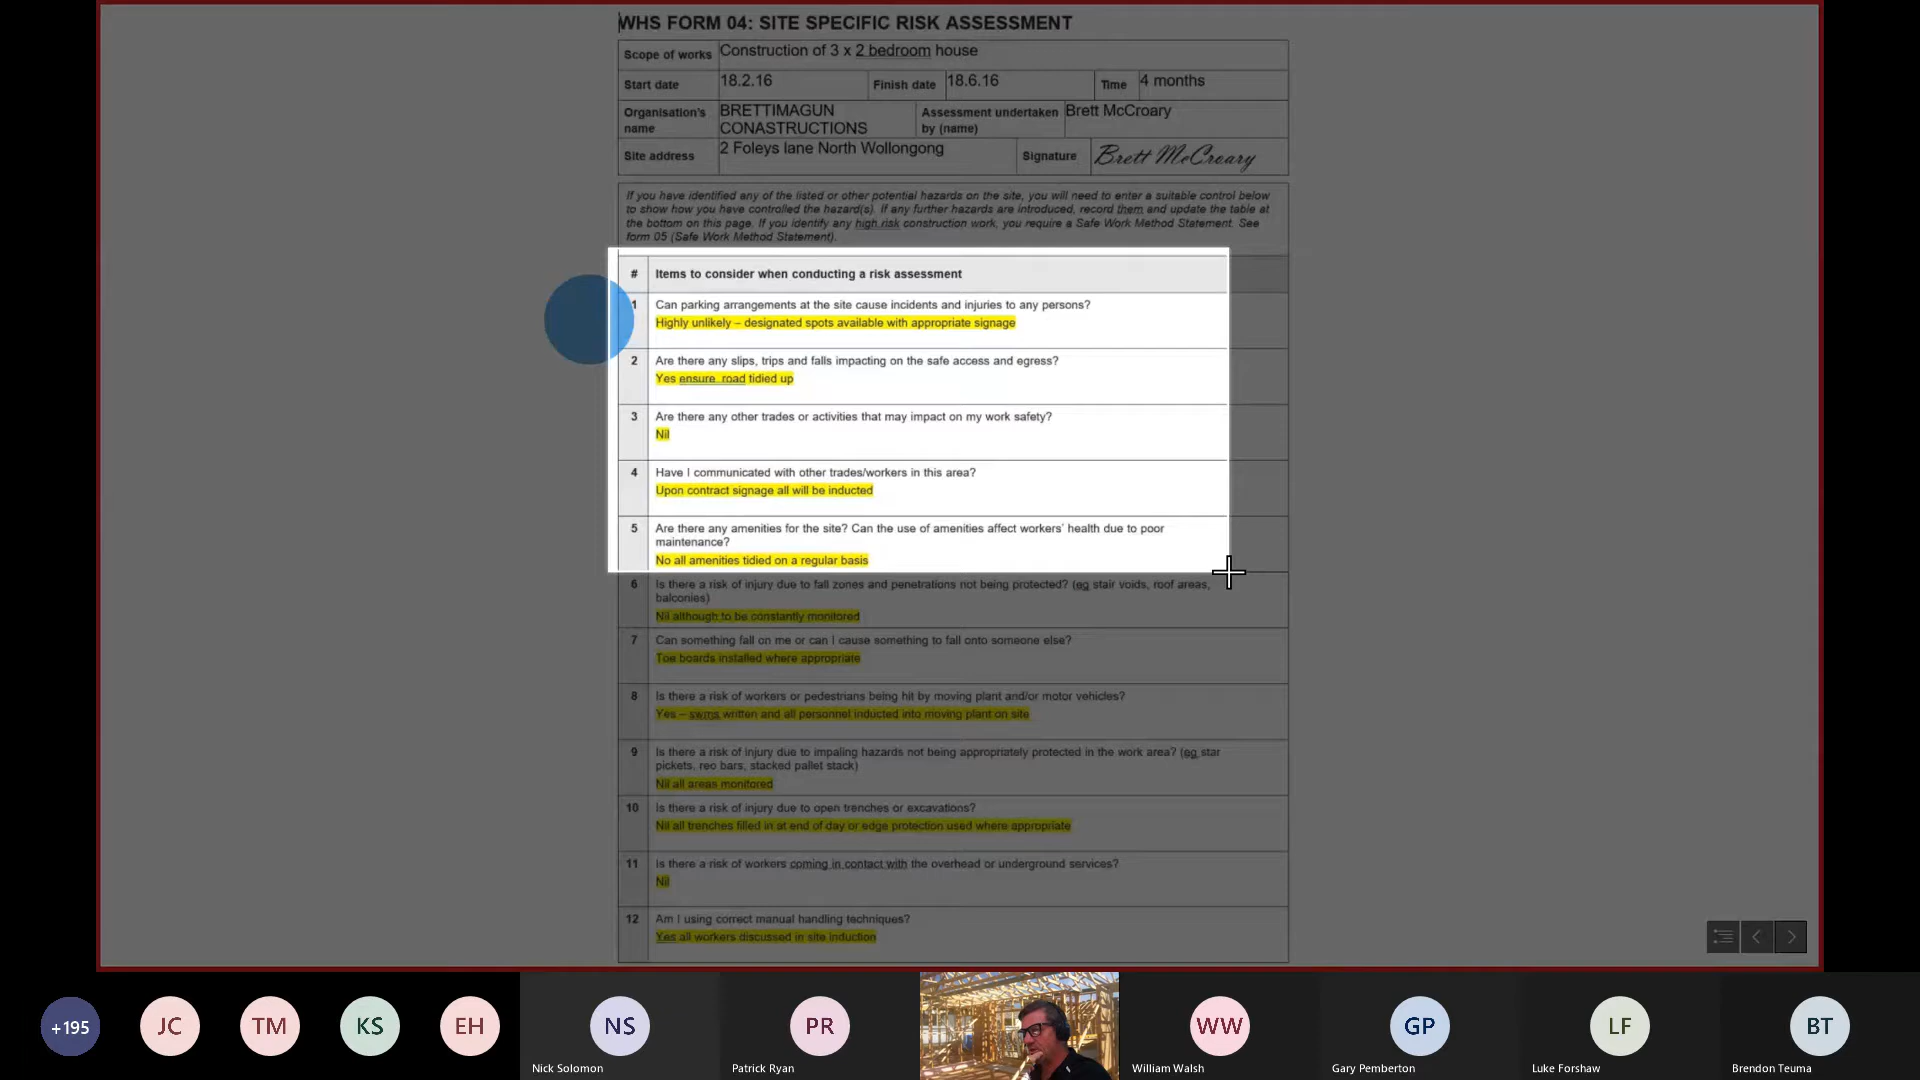 WHS FORM 04: SITE SPECIFIC RISK ASSESSMENT
Scope of works Construction of 3 x 2 bedroom house
Start date 18.2.16 Finish date 18.6.16 Time 4 months
Organisation's name BRETTIMAGUN CONASTRUCTIONS Assessment undertaken by (name) Brett McCroary
Site address 2 Foleys lane North Wollongong Signature Brett McCroary
If you have identified any of the listed or other potential hazards on the site, you will need to enter a suitable control below
to show how you have controlled the hazard(s). If any further hazards are introduced, record them and update the table at
the bottom on this page. If you identify any high risk construction work, you require a Safe Work Method Statement. See
form 05 (Safe Work Method Statement).
# Items to consider when conducting a risk assessment
1 Can parking arrangements at the site cause incidents and injuries to any persons?
Highly unlikely – designated spots available with appropriate signage
2 Are there any slips, trips and falls impacting on the safe access and egress?
Yes ensure road tidied up
3 Are there any other trades or activities that may impact on my work safety?
Nil
4 Have I communicated with other trades/workers in this area?
Upon contract signage all will be inducted
5 Are there any amenities for the site? Can the use of amenities affect workers' health due to poor
maintenance?
No all amenities tidied on a regular basis
6 Is there a risk of injury due to fall zones and penetrations not being protected? (eg stair voids, roof areas,
balconies)
Nil although to be constantly monitored
7 Can something fall on me or can I cause something to fall onto someone else?
Toe boards installed where appropriate
8 Is there a risk of workers or pedestrians being hit by moving plant and/or motor vehicles?
Yes – swms written and all personnel inducted into moving plant on site
9 Is there a risk of injury due to impaling hazards not being appropriately protected in the work area? (eg star
pickets, reo bars, stacked pallet stack)
Nil all areas monitored
10 Is there a risk of injury due to open trenches or excavations?
Nil all trenches filled in at end of day or edge protection used where appropriate
11 Is there a risk of workers coming in contact with the overhead or underground services?
Nil
12 Am I using correct manual handling techniques?
Yes all workers discussed in site induction
+195 JC TM KS EH NS PR WW GP LF BT
Nick Solomon Patrick Ryan William Walsh Gary Pemberton Luke Forshaw Brendon Teuma